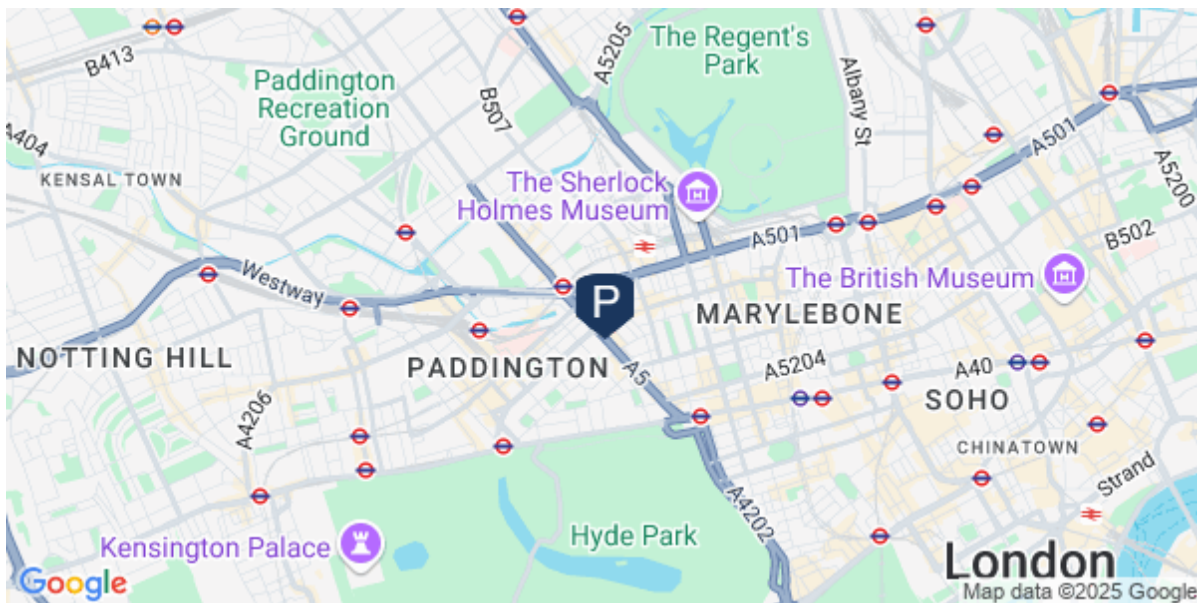 B413
A5205
The Regent's
Park
Albany St
Paddington
Recreation
Ground
B507
A404
KENSAL TOWN
A501
A5200
The Sherlock
Holmes Museum
A501
B502
Westway
The British Museum
P
MARYLEBONE
NOTTING HILL
PADDINGTON
A5
A5204
A40
SOHO
A4206
CHINATOWN
Strand
A4202
Kensington Palace
Hyde Park
London
Google
Map data ©2025 Google